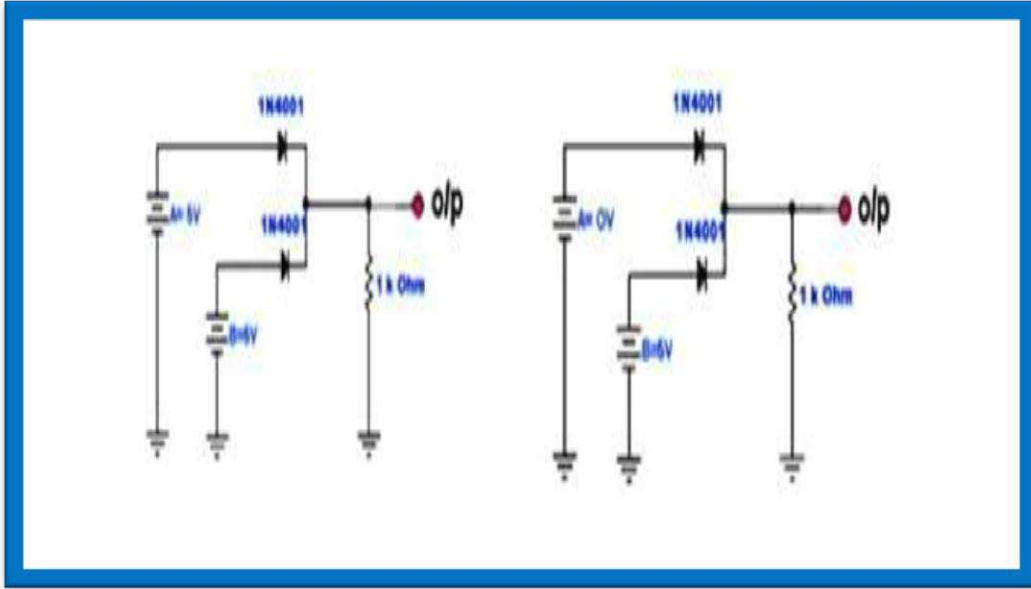 1N4001
1N4001
o/p
A= 5V
1N4001
1N4001
A= 0V
o/p
1 k Ohm
B=5V
1 k Ohm
B=5V